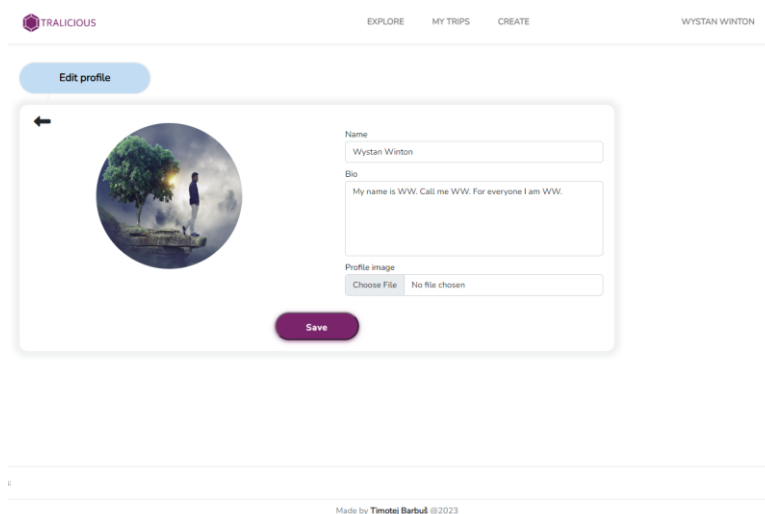 TRALICIOUS
EXPLORE MY TRIPS CREATE
WYSTAN WINTON
Edit profile
Name
Wystan Winton
Bio
My name is WW. Call me WW. For everyone I am WW.
Profile image
Choose File No file chosen
Save
Made by Timotej Barbuš @2023